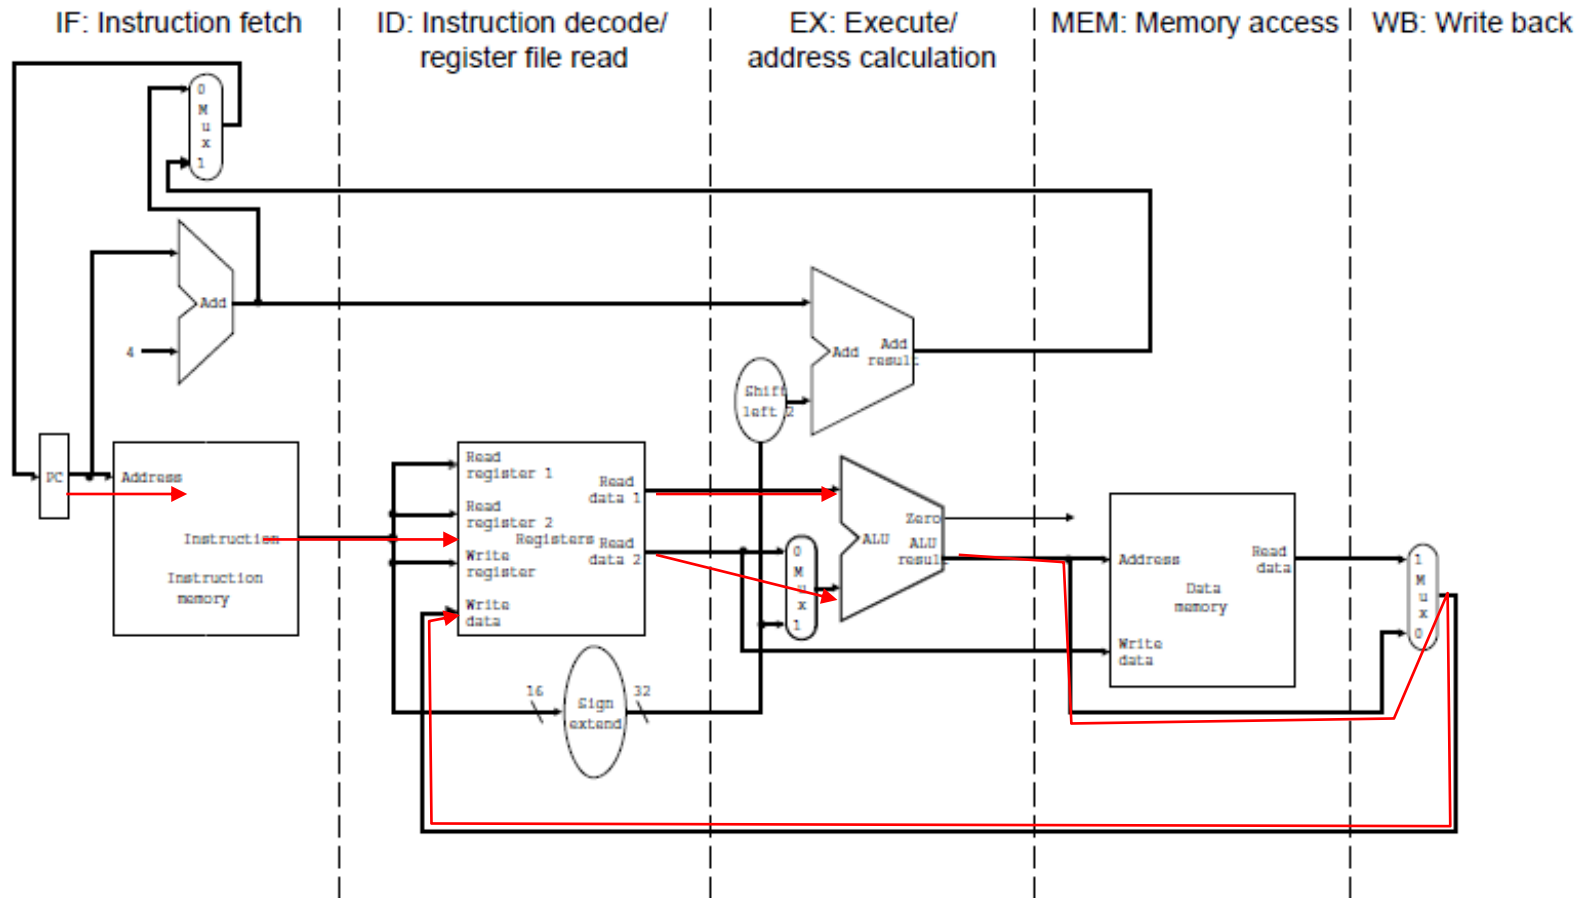 IF: Instruction fetch
ID: Instruction decode/
register file read
EX: Execute/
address calculation
MEM: Memory access
WB: Write back
0
M
u
x
1
Add
4
Shift
left 2
Add
Add
result
PC
Address
Instruction
Instruction
memory
Read
register 1
Read
register 2
Registers
Write
register
Write
data
Read
data 1
Read
data 2
0
M
u
x
1
Zero
ALU
ALU
result
Address
Read
data
Data
memory
Write
data
1
M
u
x
0
16
Sign
extend
32